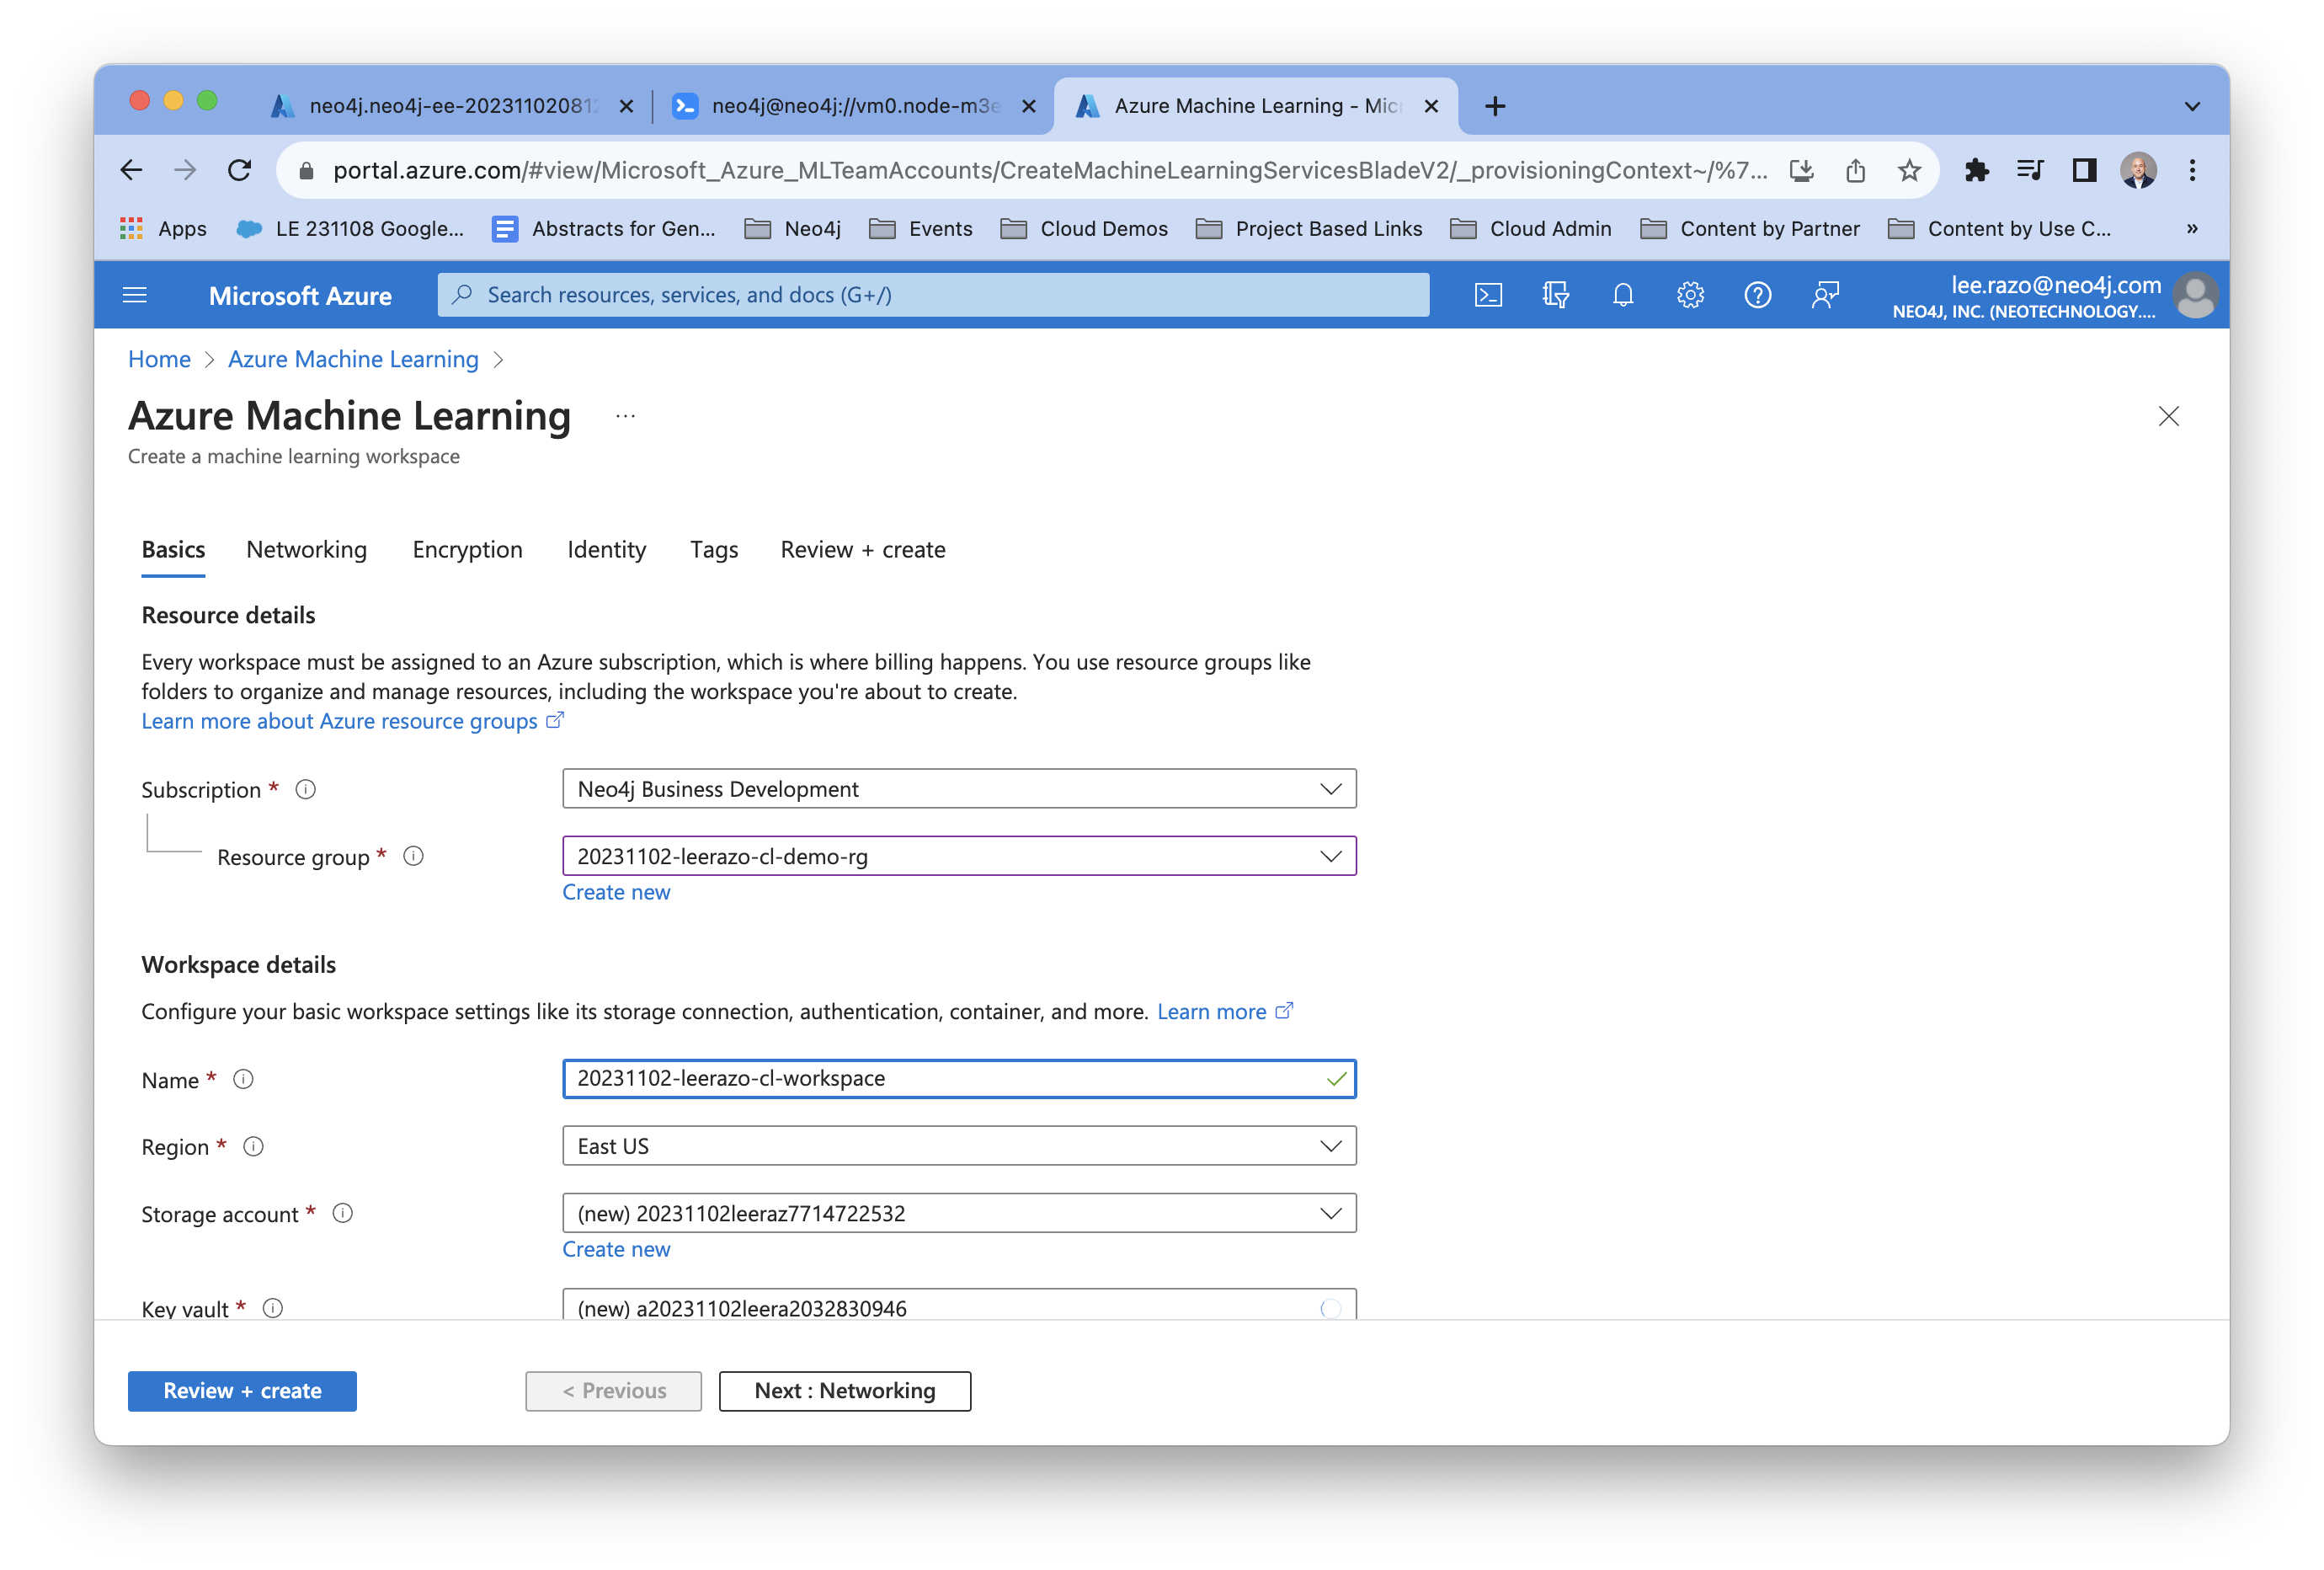 neo4j.neo4j-ee-20231102081
neo4j@neo4j://vm0.node-m3e
Azure Machine Learning - Mic
portal.azure.com/#view/Microsoft_Azure_MLTeamAccounts/CreateMachineLearningServicesBladeV2/_provisioningContext~/%7...
Apps
LE 231108 Google...
Abstracts for Gen...
Neo4j
Events
Cloud Demos
Project Based Links
Cloud Admin
Content by Partner
Content by Use C...
»
Microsoft Azure
Search resources, services, and docs (G+/)
lee.razo@neo4j.com
NEO4J, INC. (NEOTECHNOLOGY....
Home > Azure Machine Learning >
Azure Machine Learning ...
Create a machine learning workspace
Basics
Networking
Encryption
Identity
Tags
Review + create
Resource details
Every workspace must be assigned to an Azure subscription, which is where billing happens. You use resource groups like
folders to organize and manage resources, including the workspace you're about to create.
Learn more about Azure resource groups
Subscription *
Neo4j Business Development
Resource group *
20231102-leerazo-cl-demo-rg
Create new
Workspace details
Configure your basic workspace settings like its storage connection, authentication, container, and more. Learn more
Name *
20231102-leerazo-cl-workspace
Region *
East US
Storage account *
(new) 20231102leeraz7714722532
Create new
Key vault *
(new) a20231102leera2032830946
Review + create
< Previous
Next : Networking